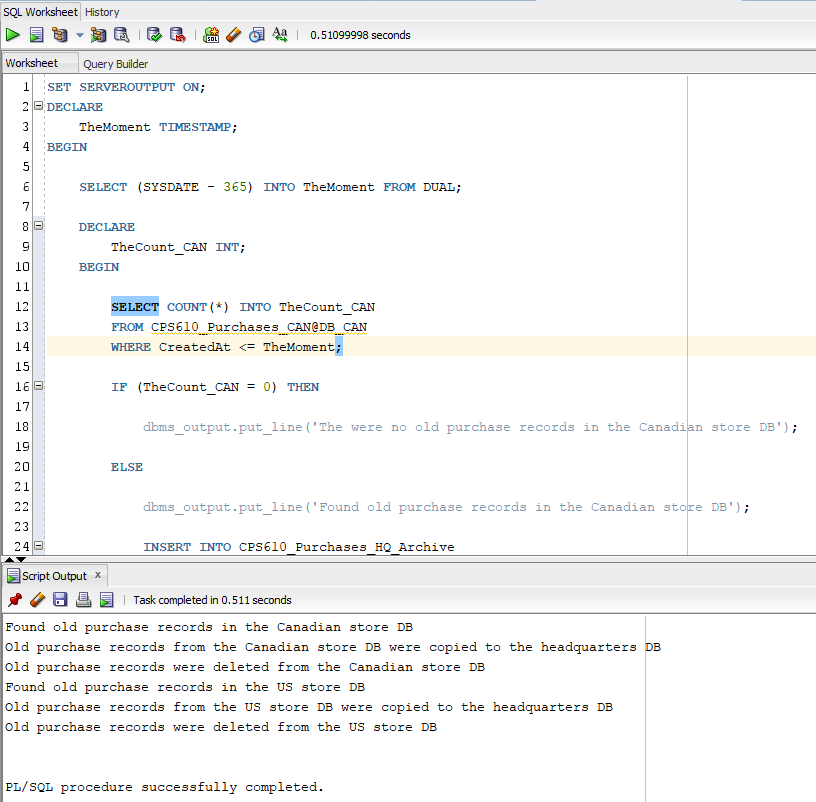 SQL Worksheet History
0.51099998 seconds
Worksheet Query Builder
1 SET SERVEROUTPUT ON;
2 DECLARE
3 TheMoment TIMESTAMP;
4 BEGIN
5
6 SELECT (SYSDATE - 365) INTO TheMoment FROM DUAL;
7
8 DECLARE
9 TheCount_CAN INT;
10 BEGIN
11
12 SELECT COUNT(*) INTO TheCount_CAN
13 FROM CPS610_Purchases_CAN@DB_CAN
14 WHERE CreatedAt <= TheMoment;
15
16 IF (TheCount_CAN = 0) THEN
17
18 dbms_output.put_line('The were no old purchase records in the Canadian store DB');
19
20 ELSE
21
22 dbms_output.put_line('Found old purchase records in the Canadian store DB');
23
24 INSERT INTO CPS610_Purchases_HQ_Archive
Script Output x
Task completed in 0.511 seconds
Found old purchase records in the Canadian store DB
Old purchase records from the Canadian store DB were copied to the headquarters DB
Old purchase records were deleted from the Canadian store DB
Found old purchase records in the US store DB
Old purchase records from the US store DB were copied to the headquarters DB
Old purchase records were deleted from the US store DB
PL/SQL procedure successfully completed.